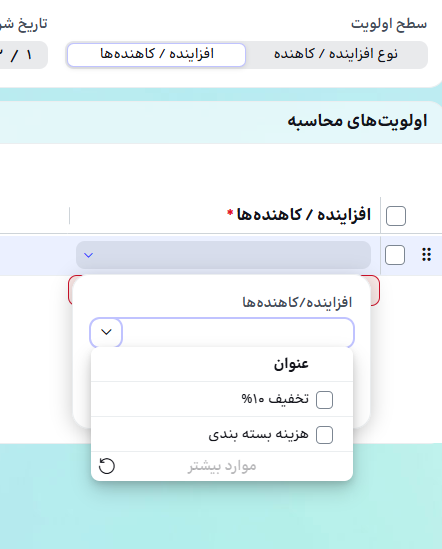 سطح اولویت
تاریخ
نوع افزاینده / کاهنده
افزاینده / کاهنده‌ها
۱ /
اولویت‌های محاسبه
افزاینده / کاهنده‌ها *
افزاینده/کاهنده‌ها
عنوان
تخفیف ۱۰%
هزینه بسته بندی
موارد بیشتر